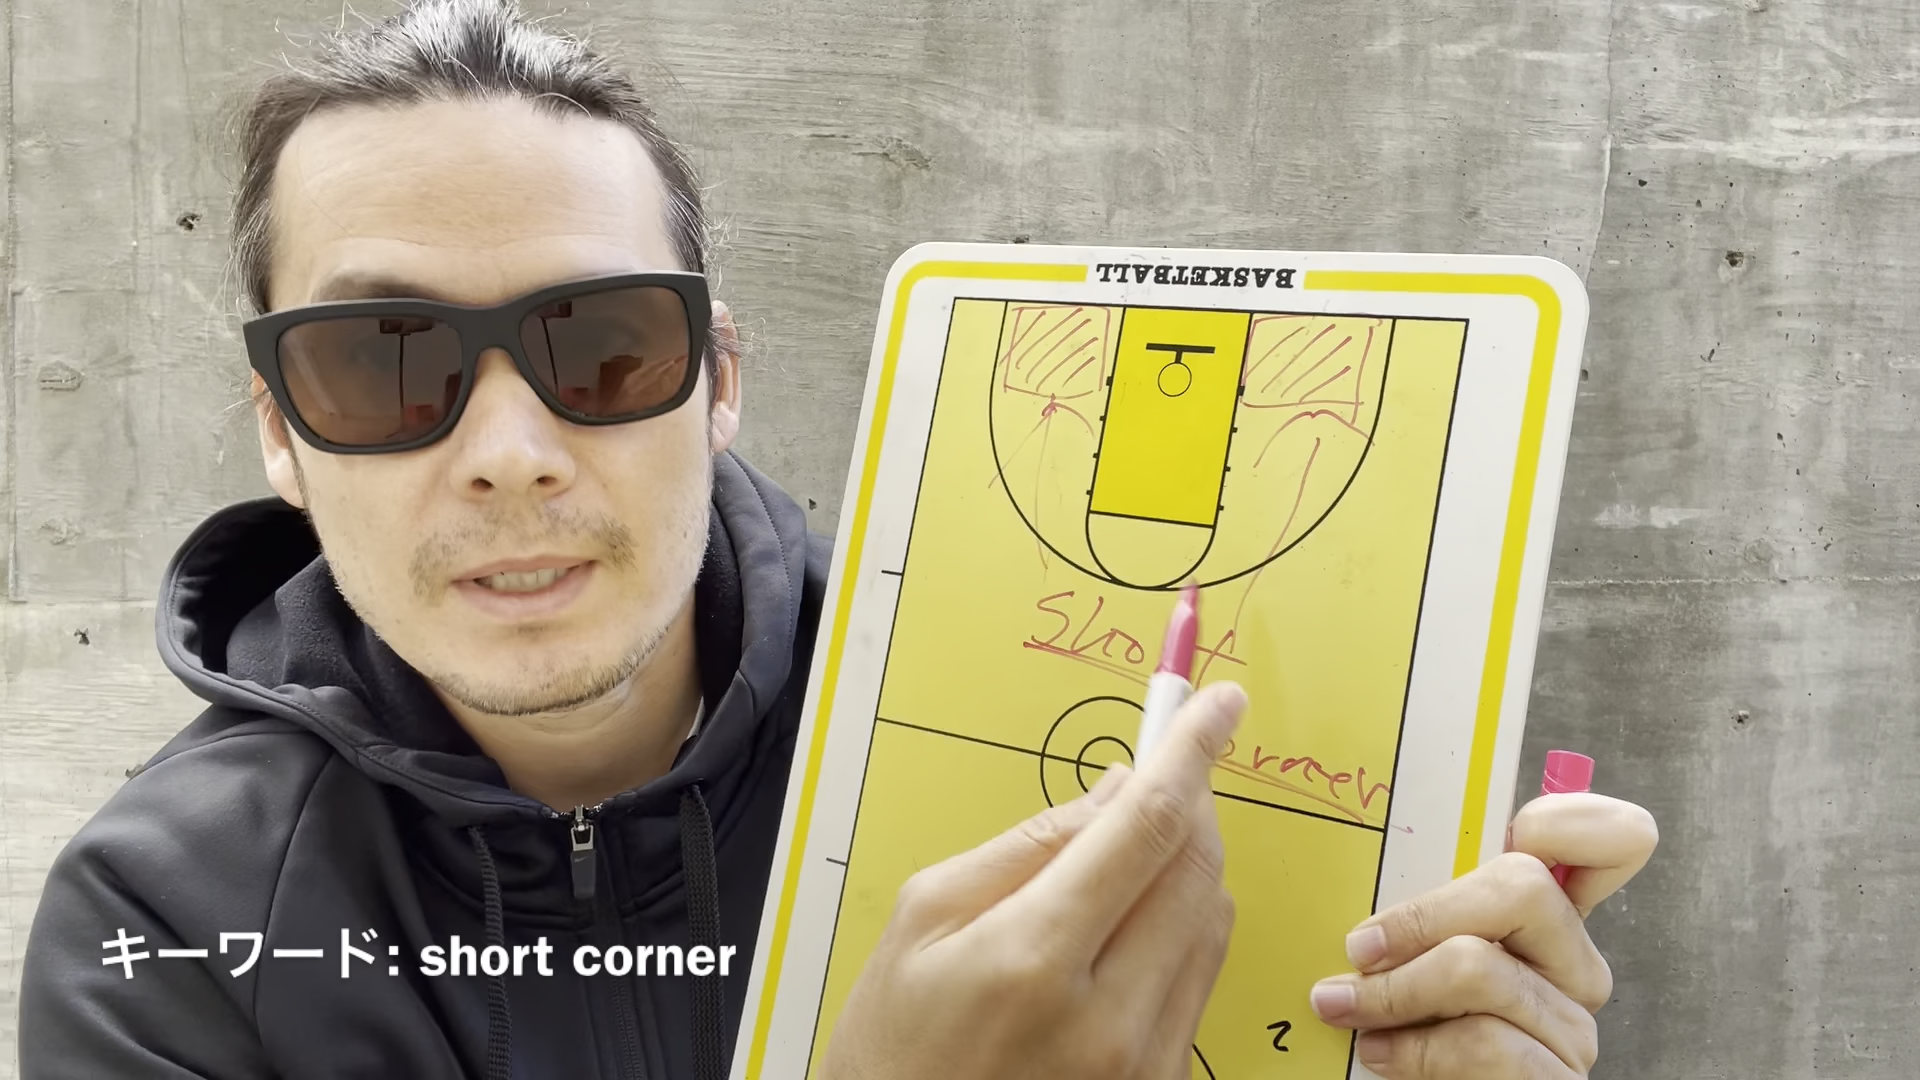 BASKETBALL
Short
corner
2
キーワード: short corner